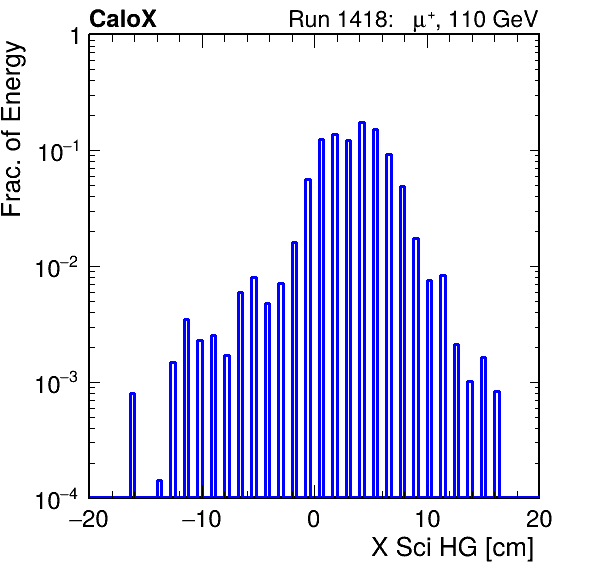 CaloX Run 1418: μ⁺, 110 GeV
Frac. of Energy
1
10⁻¹
10⁻²
10⁻³
10⁻⁴
−20 −10 0 10 20
X Sci HG [cm]